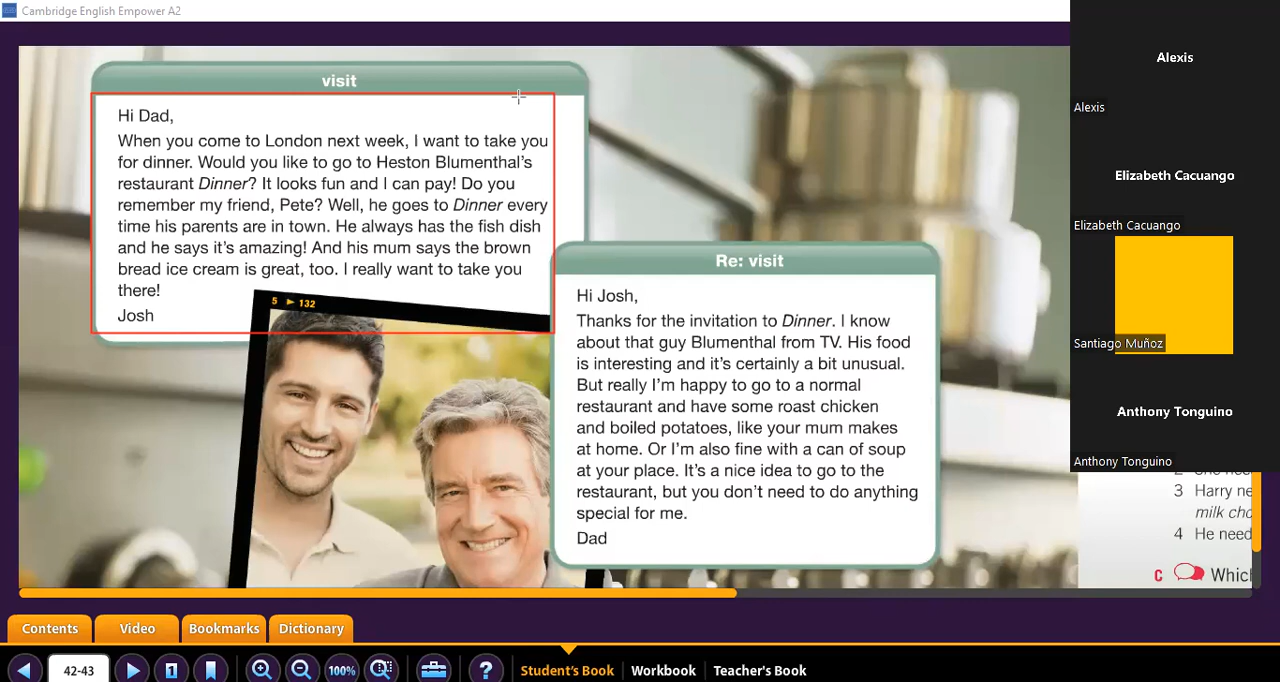 Cambridge English Empower A2
visit
Hi Dad,
When you come to London next week, I want to take you
for dinner. Would you like to go to Heston Blumenthal's
restaurant Dinner? It looks fun and I can pay! Do you
remember my friend, Pete? Well, he goes to Dinner every
time his parents are in town. He always has the fish dish
and he says it's amazing! And his mum says the brown
bread ice cream is great, too. I really want to take you
there!
Josh
5 ▶ 132
Re: visit
Hi Josh,
Thanks for the invitation to Dinner. I know
about that guy Blumenthal from TV. His food
is interesting and it's certainly a bit unusual.
But really I'm happy to go to a normal
restaurant and have some roast chicken
and boiled potatoes, like your mum makes
at home. Or I'm also fine with a can of soup
at your place. It's a nice idea to go to the
restaurant, but you don't need to do anything
special for me.
Dad
Alexis
Alexis
Elizabeth Cacuango
Elizabeth Cacuango
Santiago Muñoz
Anthony Tonguino
Anthony Tonguino
3 Harry ne
milk cho
4 He need
C Which
Contents
Video
Bookmarks
Dictionary
42-43
1
100%
?
Student's Book
Workbook
Teacher's Book